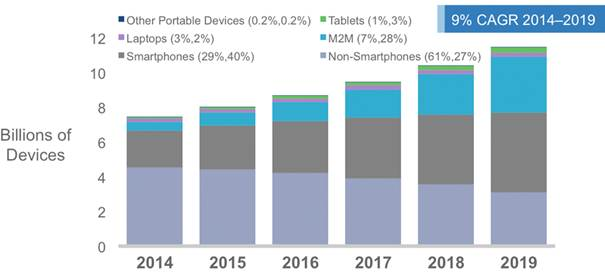 9% CAGR 2014–2019
Other Portable Devices (0.2%,0.2%)
Tablets (1%,3%)
Laptops (3%,2%)
M2M (7%,28%)
Smartphones (29%,40%)
Non-Smartphones (61%,27%)
Billions of
Devices
12
10
8
6
4
2
0
2014
2015
2016
2017
2018
2019